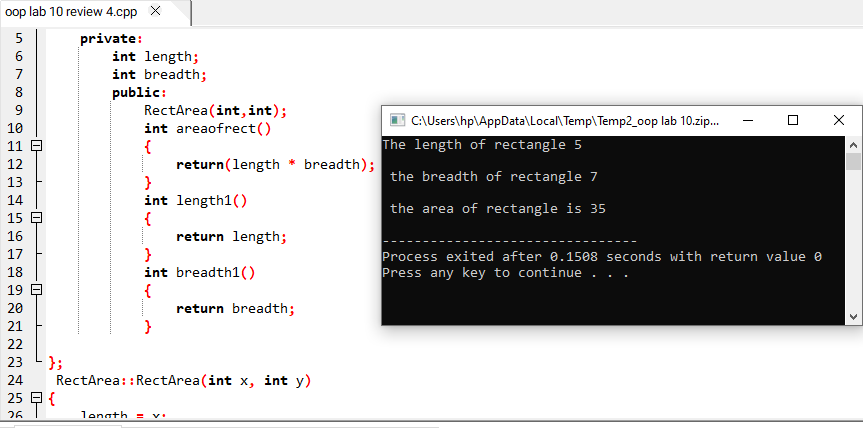 oop lab 10 review 4.cpp
5 private:
6 int length;
7 int breadth;
8 public:
9 RectArea(int,int);
10 int areaofrect()
11 {
12 return(length * breadth);
13 }
14 int length1()
15 {
16 return length;
17 }
18 int breadth1()
19 {
20 return breadth;
21 }
22
23 };
24 RectArea::RectArea(int x, int y)
25 {
26 length = x;
C:\Users\hp\AppData\Local\Temp\Temp2_oop lab 10.zip...
The length of rectangle 5
the breadth of rectangle 7
the area of rectangle is 35
--------------------------------
Process exited after 0.1508 seconds with return value 0
Press any key to continue . . .